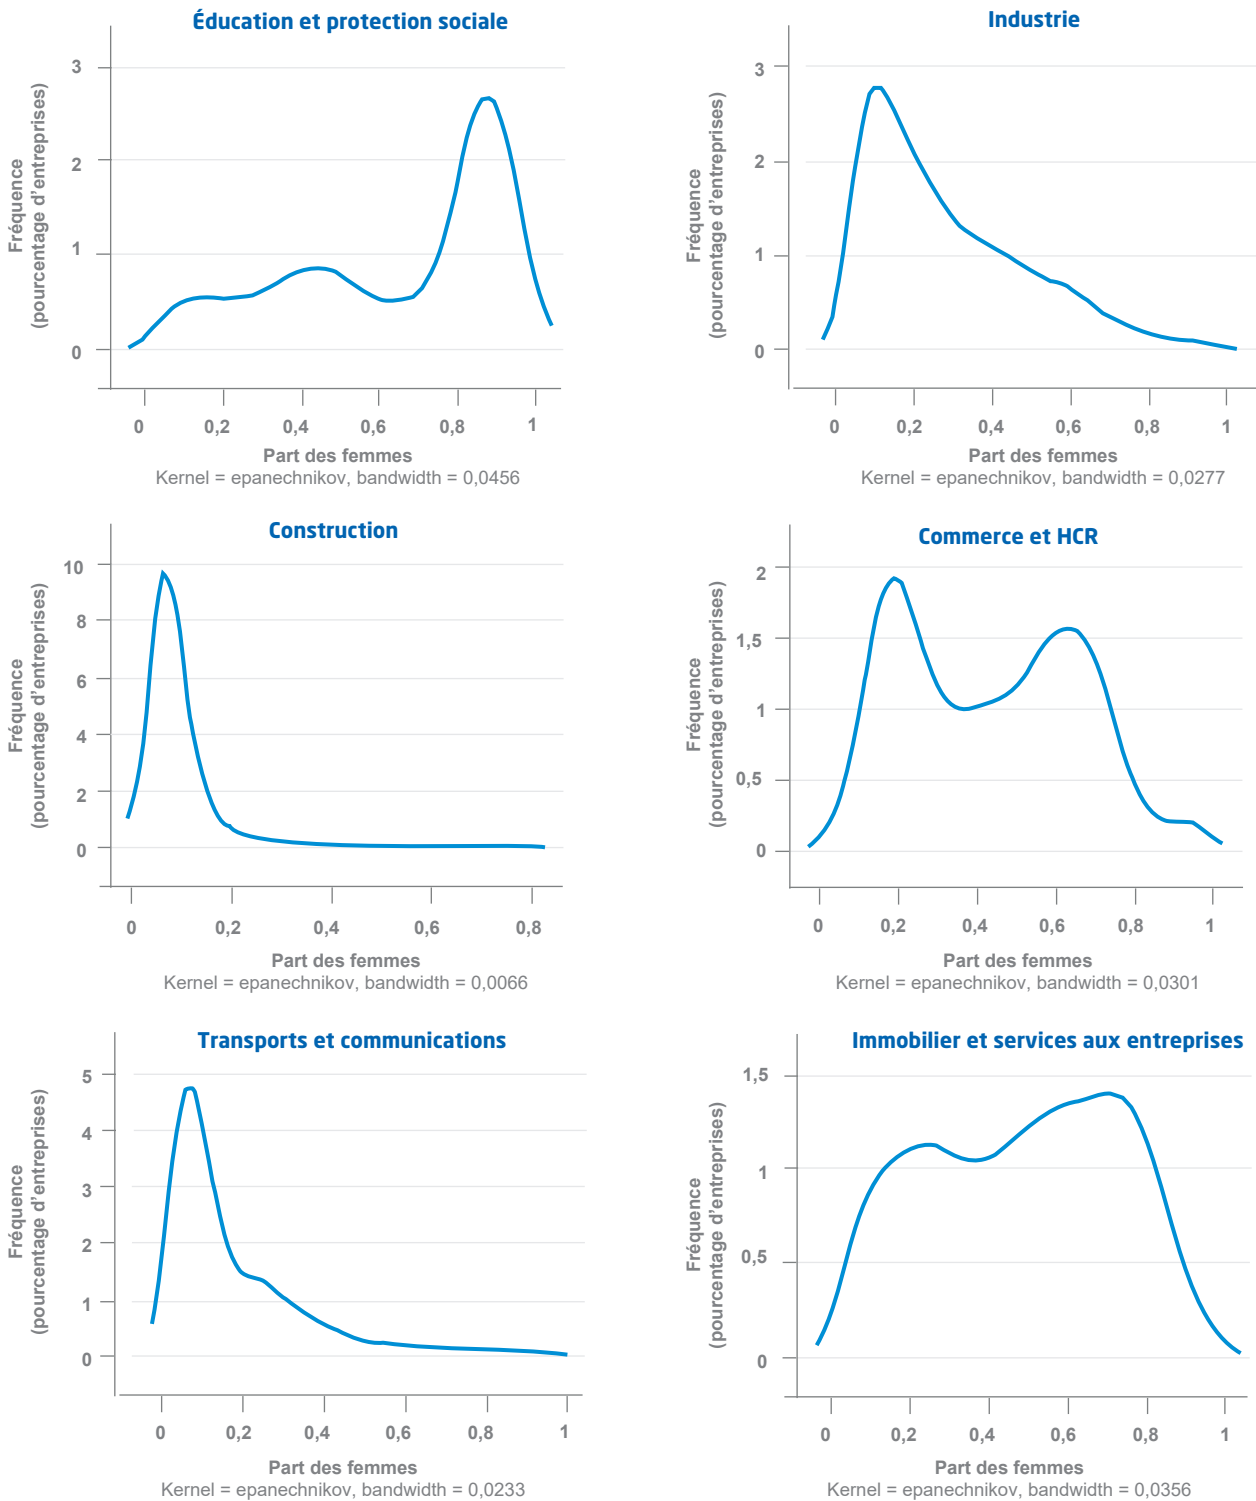 Éducation et protection sociale
Fréquence
(pourcentage d'entreprises)
3
2
1
0
0
0,2
0,4
0,6
0,8
1
Part des femmes
Kernel = epanechnikov, bandwidth = 0,0456
Industrie
Fréquence
(pourcentage d'entreprises)
3
2
1
0
0
0,2
0,4
0,6
0,8
1
Part des femmes
Kernel = epanechnikov, bandwidth = 0,0277
Construction
Fréquence
(pourcentage d'entreprises)
10
8
6
4
2
0
0
0,2
0,4
0,6
0,8
Part des femmes
Kernel = epanechnikov, bandwidth = 0,0066
Commerce et HCR
Fréquence
(pourcentage d'entreprises)
2
1,5
1
0,5
0
0
0,2
0,4
0,6
0,8
1
Part des femmes
Kernel = epanechnikov, bandwidth = 0,0301
Transports et communications
Fréquence
(pourcentage d'entreprises)
5
4
3
2
1
0
0
0,2
0,4
0,6
0,8
1
Part des femmes
Kernel = epanechnikov, bandwidth = 0,0233
Immobilier et services aux entreprises
Fréquence
(pourcentage d'entreprises)
1,5
1
0,5
0
0
0,2
0,4
0,6
0,8
1
Part des femmes
Kernel = epanechnikov, bandwidth = 0,0356